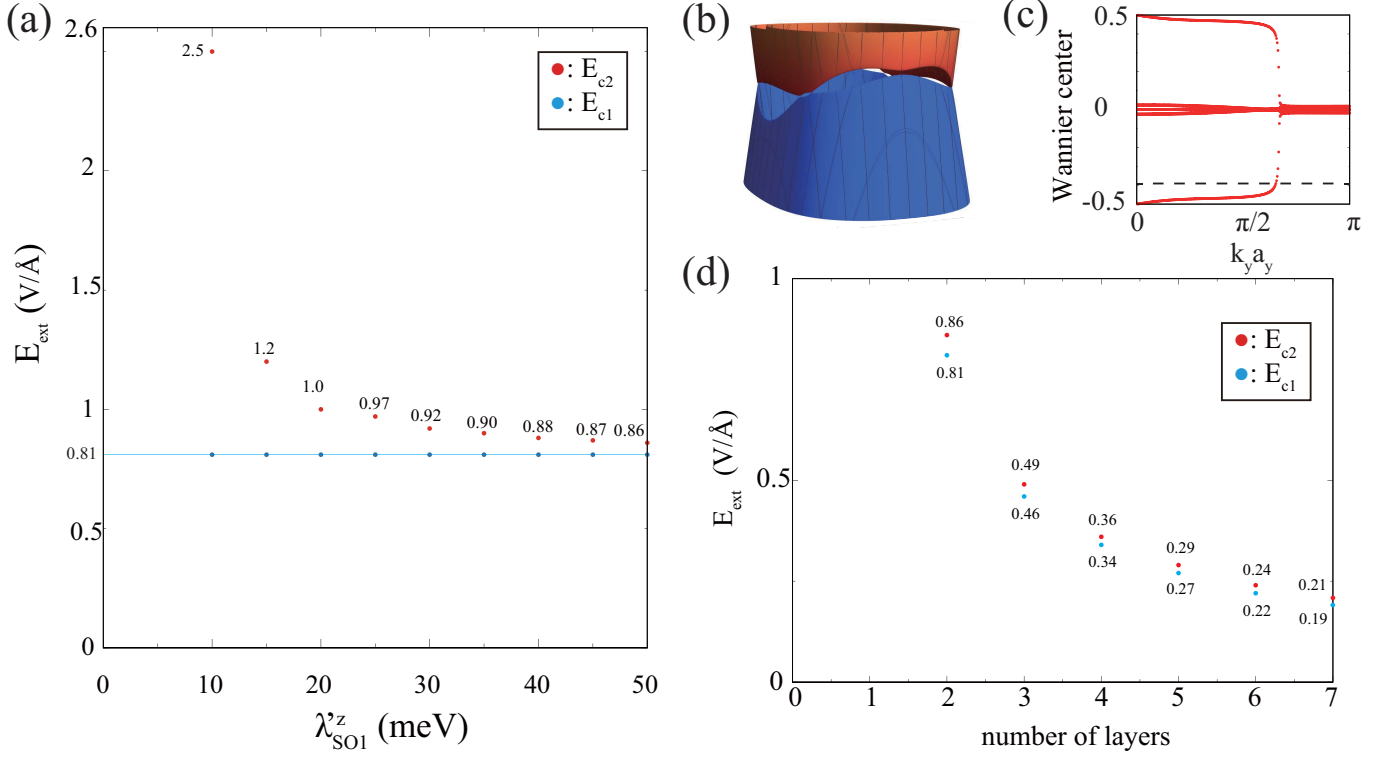 (a)
2.6
2
1.5
1
0.81
0.5
0
E_ext (V/Å)
2.5
1.2
1.0
0.97
0.92
0.90
0.88
0.87
0.86
: E_c2
: E_c1
0 10 20 30 40 50
λ'^z_SO1 (meV)
(b)
(c)
0.5
0
-0.5
Wannier center
0 π/2 π
k_y a_y
(d)
1
0.5
0
E_ext (V/Å)
: E_c2
: E_c1
0.86
0.81
0.49
0.46
0.36
0.34
0.29
0.27
0.24
0.22
0.21
0.19
0 1 2 3 4 5 6 7
number of layers